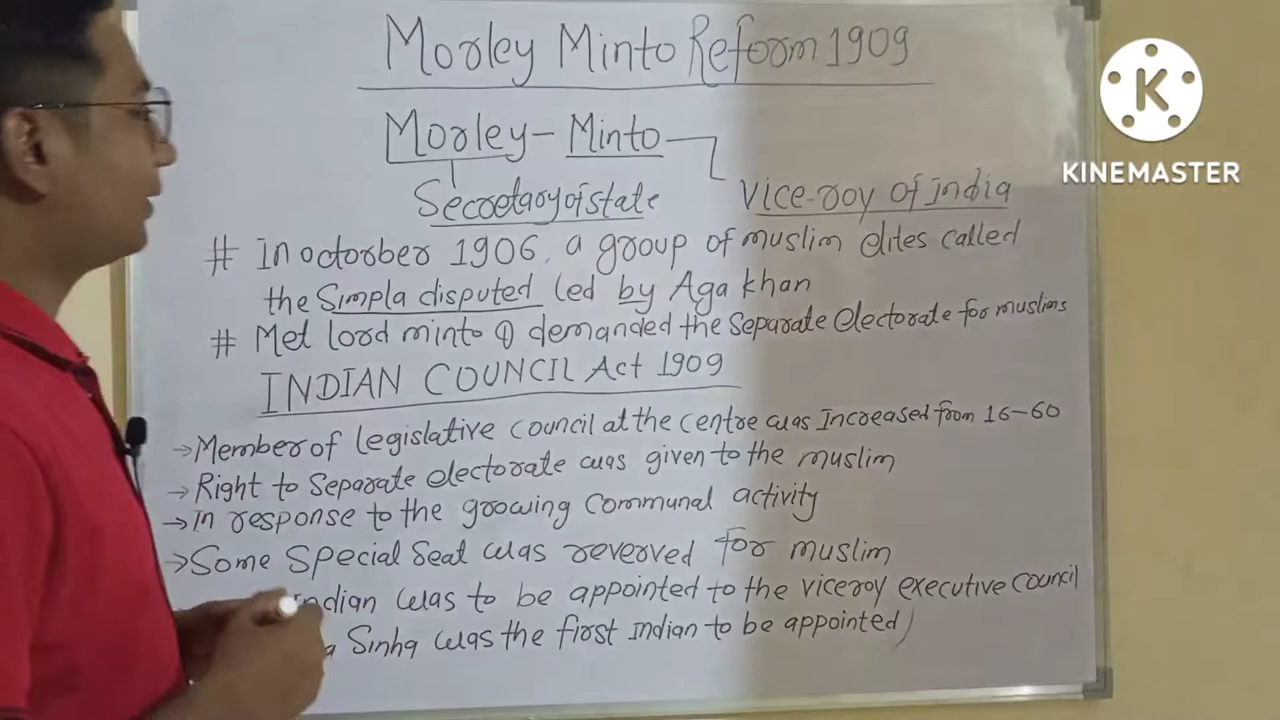 Morley Minto Reform 1909
Morley - Minto
Secretary of state
Vice-roy of india
# in octorber 1906, a group of muslim elites called
the Simpla disputed led by Aga khan
# Met lord minto & demanded the Separate electorate for muslims
INDIAN COUNCIL Act 1909
→ Member of legislative council at the centre was Increased from 16-60
→ Right to Separate electorate was given to the muslim
→ In response to the growing communal activity
→ Some special seat was reverved for muslim
indian was to be appointed to the viceroy executive council
Sinha was the first indian to be appointed)
K
KINEMASTER